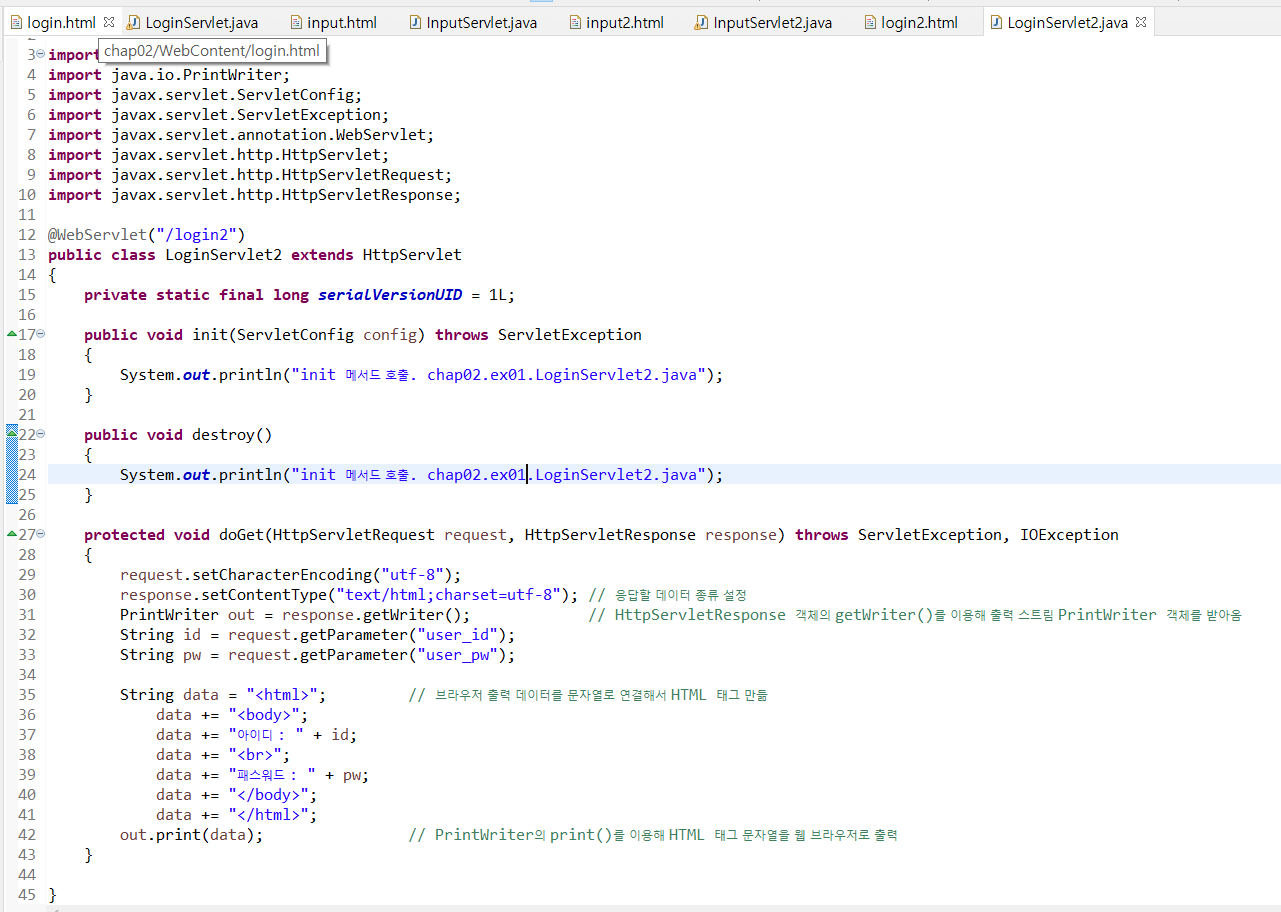 login.html LoginServlet.java input.html InputServlet.java input2.html InputServlet2.java login2.html LoginServlet2.java
chap02/WebContent/login.html
3 import
4 import java.io.PrintWriter;
5 import javax.servlet.ServletConfig;
6 import javax.servlet.ServletException;
7 import javax.servlet.annotation.WebServlet;
8 import javax.servlet.http.HttpServlet;
9 import javax.servlet.http.HttpServletRequest;
10 import javax.servlet.http.HttpServletResponse;
11
12 @WebServlet("/login2")
13 public class LoginServlet2 extends HttpServlet
14 {
15 private static final long serialVersionUID = 1L;
16
17 public void init(ServletConfig config) throws ServletException
18 {
19 System.out.println("init 메서드 호출. chap02.ex01.LoginServlet2.java");
20 }
21
22 public void destroy()
23 {
24 System.out.println("init 메서드 호출. chap02.ex01.LoginServlet2.java");
25 }
26
27 protected void doGet(HttpServletRequest request, HttpServletResponse response) throws ServletException, IOException
28 {
29 request.setCharacterEncoding("utf-8");
30 response.setContentType("text/html;charset=utf-8"); // 응답할 데이터 종류 설정
31 PrintWriter out = response.getWriter(); // HttpServletResponse 객체의 getWriter()를 이용해 출력 스트림 PrintWriter 객체를 받아옴
32 String id = request.getParameter("user_id");
33 String pw = request.getParameter("user_pw");
34
35 String data = "<html>"; // 브라우저 출력 데이터를 문자열로 연결해서 HTML 태그 만듦
36 data += "<body>";
37 data += "아이디 : " + id;
38 data += "<br>";
39 data += "패스워드 : " + pw;
40 data += "</body>";
41 data += "</html>";
42 out.print(data); // PrintWriter의 print()를 이용해 HTML 태그 문자열을 웹 브라우저로 출력
43 }
44
45 }